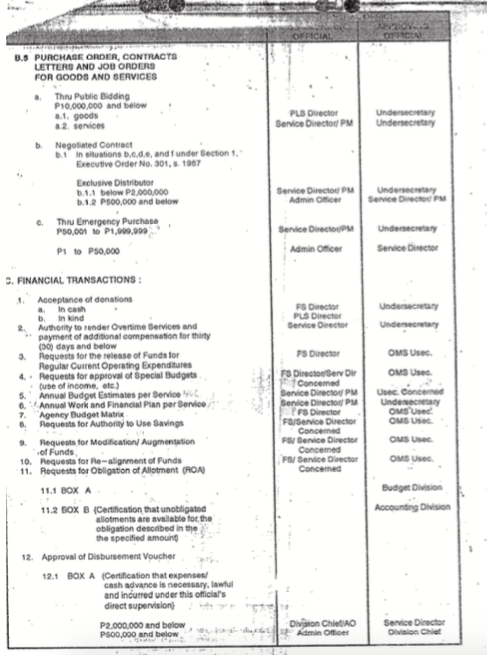 OFFICIAL OFFICIAL
B.5 PURCHASE ORDER, CONTRACTS
LETTERS AND JOB ORDERS
FOR GOODS AND SERVICES
a. Thru Public Bidding
P10,000,000 and below
a.1. goods PLS Director Undersecretary
a.2. services Service Director/ PM Undersecretary
b. Negotiated Contract
b.1 In situations b,c,d,e, and f under Section 1,
Executive Order No. 301, s. 1987
Exclusive Distributor
b.1.1 below P2,000,000 Service Director/ PM Undersecretary
b.1.2 P500,000 and below Admin Officer Service Director/ PM
c. Thru Emergency Purchase
P50,001 to P1,999,999 Service Director/PM Undersecretary
P1 to P50,000 Admin Officer Service Director
C. FINANCIAL TRANSACTIONS :
1. Acceptance of donations
a. In cash FS Director Undersecretary
b. In kind PLS Director
2. Authority to render Overtime Services and Service Director Undersecretary
payment of additional compensation for thirty
(30) days and below
3. Requests for the release of Funds for FS Director OMS Usec.
Regular Current Operating Expenditures
4. Requests for approval of Special Budgets FS Director/Serv Dir OMS Usec.
(use of income, etc.) Concerned
5. Annual Budget Estimates per Service Service Director/ PM Usec. Concerned
6. Annual Work and Financial Plan per Service Service Director/ PM Undersecretary
7. Agency Budget Matrix FS Director OMS Usec.
8. Requests for Authority to Use Savings FS/Service Director OMS Usec.
Concerned
9. Requests for Modification/ Augmentation FS/ Service Director OMS Usec.
of Funds Concerned
10. Requests for Re-alignment of Funds FS/ Service Director OMS Usec.
11. Requests for Obligation of Allotment (ROA) Concerned
11.1 BOX A Budget Division
11.2 BOX B (Certification that unobligated Accounting Division
allotments are available for the
obligation described in the
the specified amount)
12. Approval of Disbursement Voucher
12.1 BOX A (Certification that expenses/
cash advance is necessary, lawful
and incurred under this official's
direct supervision)
P2,000,000 and below Division Chief/AO Service Director
P500,000 and below Admin Officer Division Chief